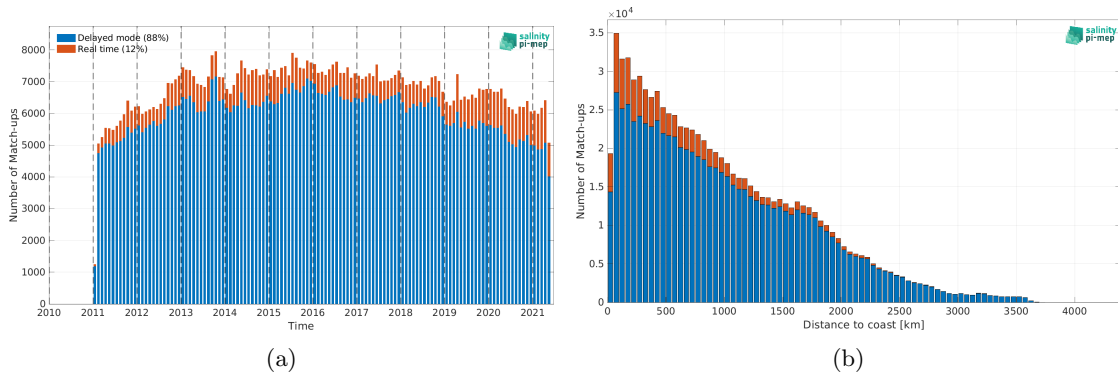 Delayed mode (88%)
Real time (12%)
salinity
pi-mep
Number of Match-ups
8000
7000
6000
5000
4000
3000
2000
1000
0
2010 2011 2012 2013 2014 2015 2016 2017 2018 2019 2020 2021
Time
(a)
×10⁴
salinity
pi-mep
Number of Match-ups
3.5
3
2.5
2
1.5
1
0.5
0
0 500 1000 1500 2000 2500 3000 3500 4000
Distance to coast [km]
(b)